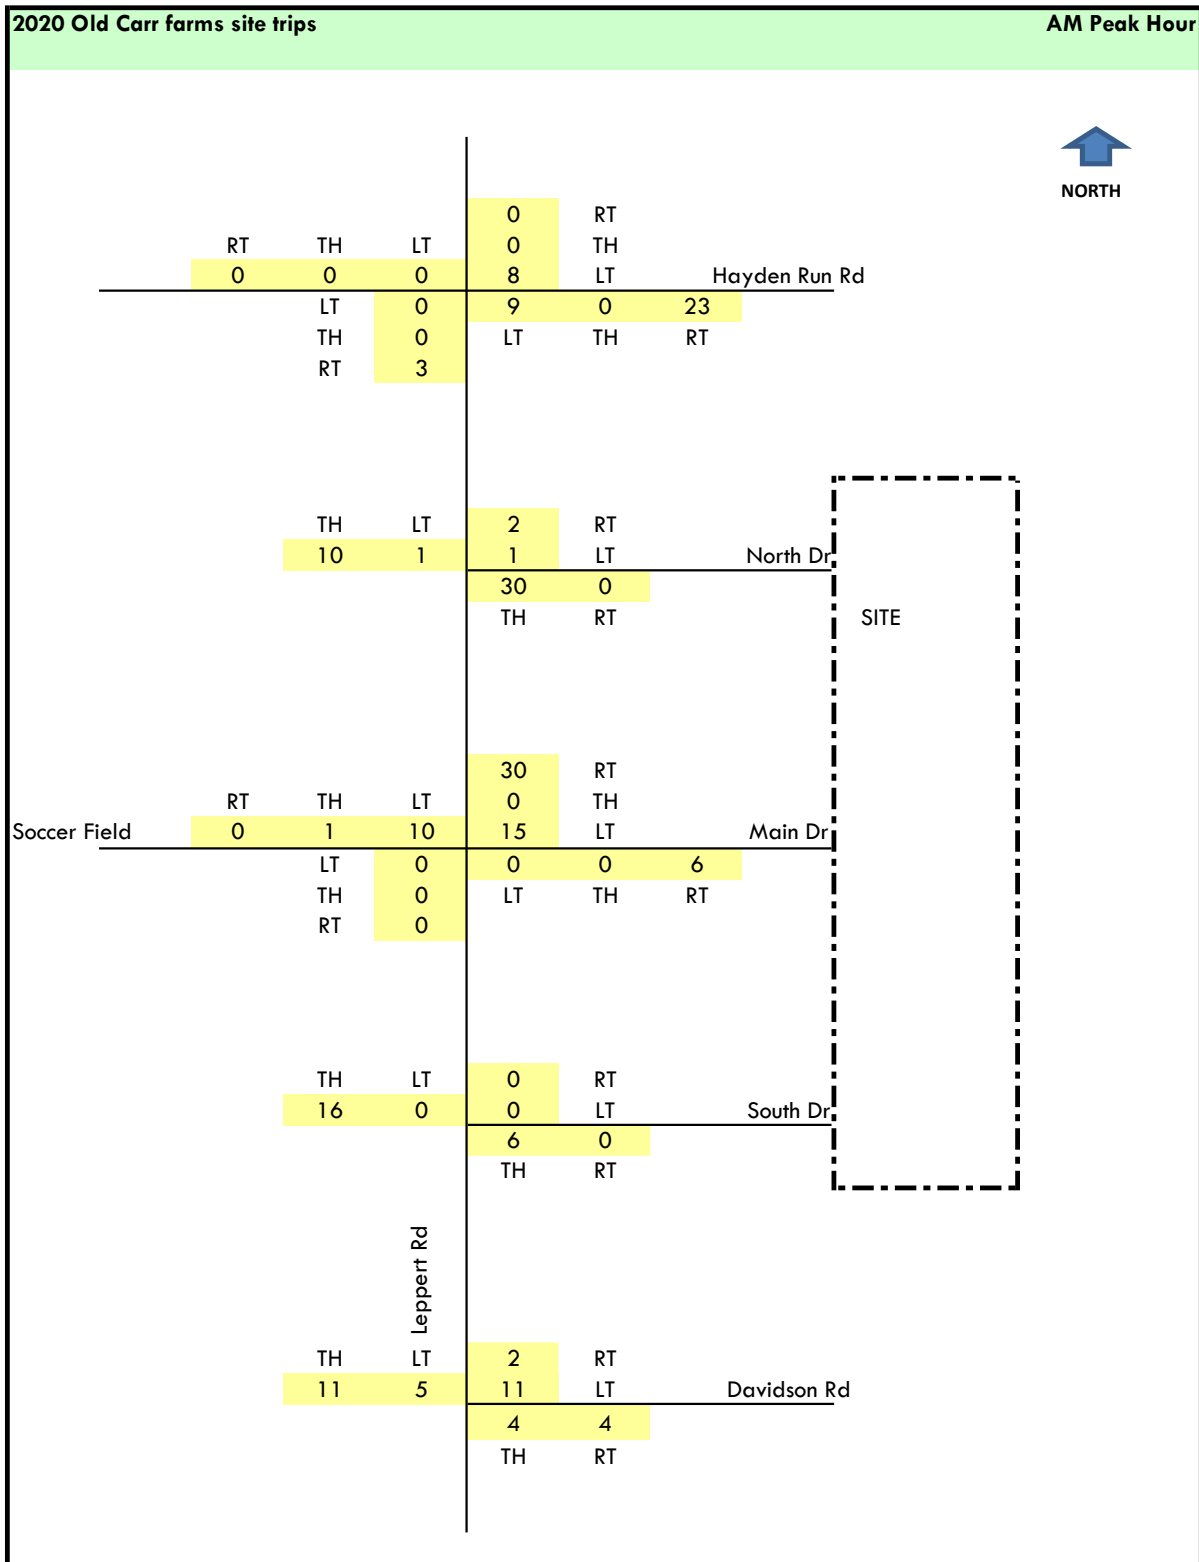 2020 Old Carr farms site trips AM Peak Hour
NORTH
0 RT
RT TH LT 0 TH
0 0 0 8 LT Hayden Run Rd
LT 0 9 0 23
TH 0 LT TH RT
RT 3
TH LT 2 RT
10 1 1 LT North Dr
30 0
TH RT SITE
30 RT
RT TH LT 0 TH
Soccer Field 0 1 10 15 LT Main Dr
LT 0 0 0 6
TH 0 LT TH RT
RT 0
TH LT 0 RT
16 0 0 LT South Dr
6 0
TH RT
Leppert Rd
TH LT 2 RT
11 5 11 LT Davidson Rd
4 4
TH RT